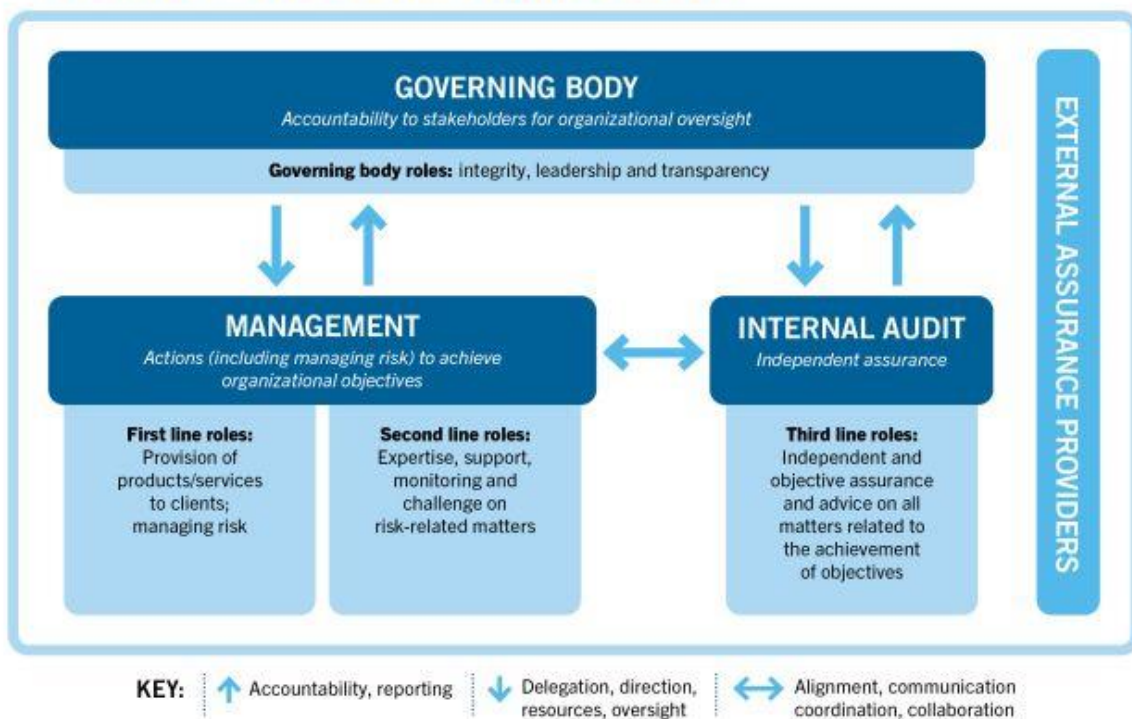 GOVERNING BODY
Accountability to stakeholders for organizational oversight
Governing body roles: integrity, leadership and transparency
MANAGEMENT
Actions (including managing risk) to achieve
organizational objectives
First line roles:
Provision of
products/services
to clients;
managing risk
Second line roles:
Expertise, support,
monitoring and
challenge on
risk-related matters
INTERNAL AUDIT
Independent assurance
Third line roles:
Independent and
objective assurance
and advice on all
matters related to
the achievement
of objectives
EXTERNAL ASSURANCE PROVIDERS
KEY:
Accountability, reporting
Delegation, direction,
resources, oversight
Alignment, communication
coordination, collaboration